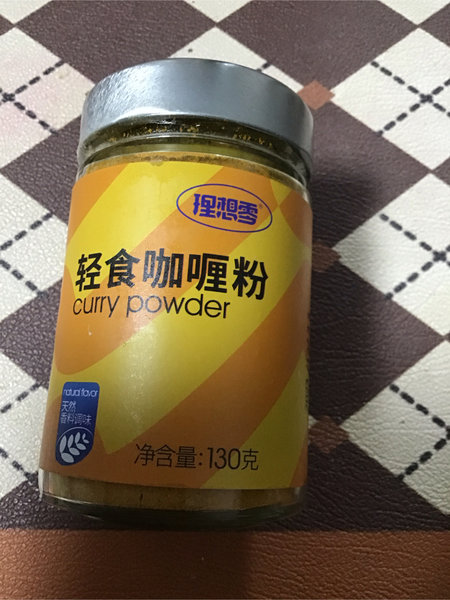 理想零
轻食咖喱粉
curry powder
natural flavor
天然
香料调味
净含量:130克